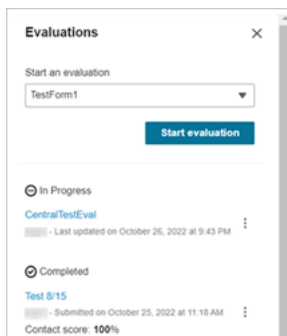 Evaluations
Start an evaluation
TestForm1
Start evaluation
In Progress
CentralTestEval
- Last updated on October 26, 2022 at 9:43 PM
Completed
Test 8/15
- Submitted on October 25, 2022 at 11:18 AM
Contact score: 100%